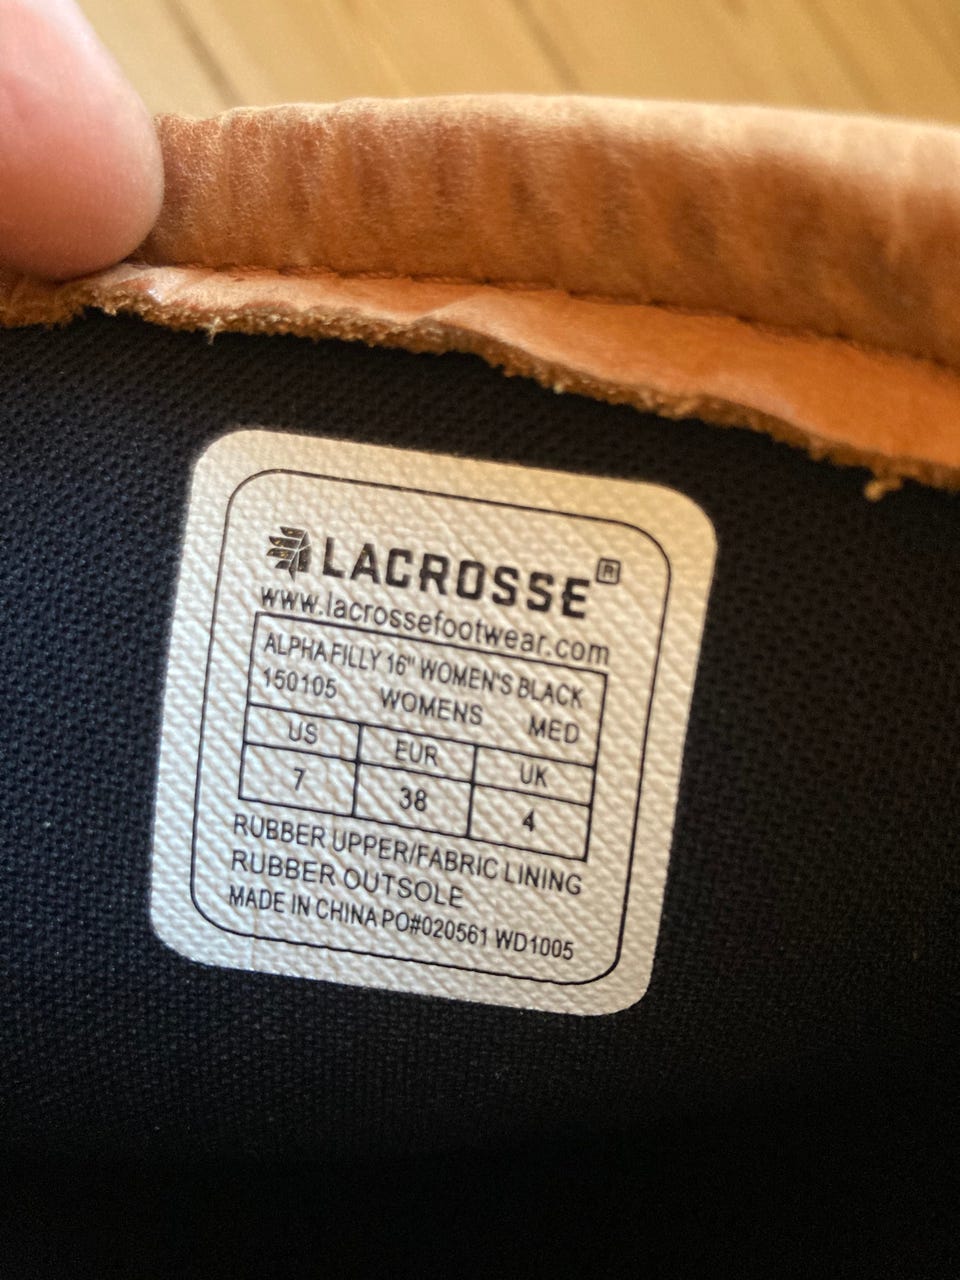 LACROSSE®
www.lacrossefootwear.com
ALPHA FILLY 16" WOMEN'S BLACK
150105 WOMENS MED
US EUR UK
7 38 4
RUBBER UPPER/FABRIC LINING
RUBBER OUTSOLE
MADE IN CHINA PO#020561 WD1005